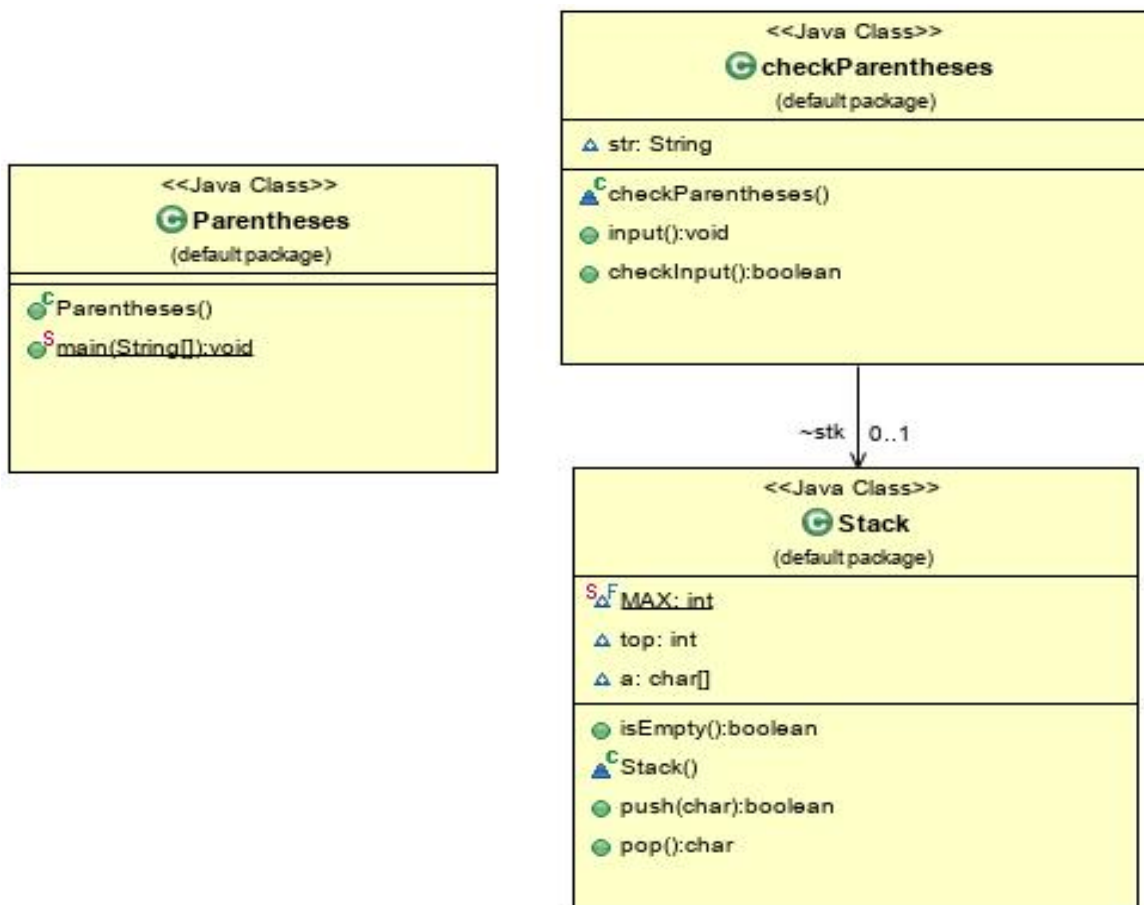 <<Java Class>>
Parentheses
(default package)
Parentheses()
main(String[]):void
<<Java Class>>
checkParentheses
(default package)
str: String
checkParentheses()
input():void
checkInput():boolean
~stk 0..1
<<Java Class>>
Stack
(default package)
MAX: int
top: int
a: char[]
isEmpty():boolean
Stack()
push(char):boolean
pop():char